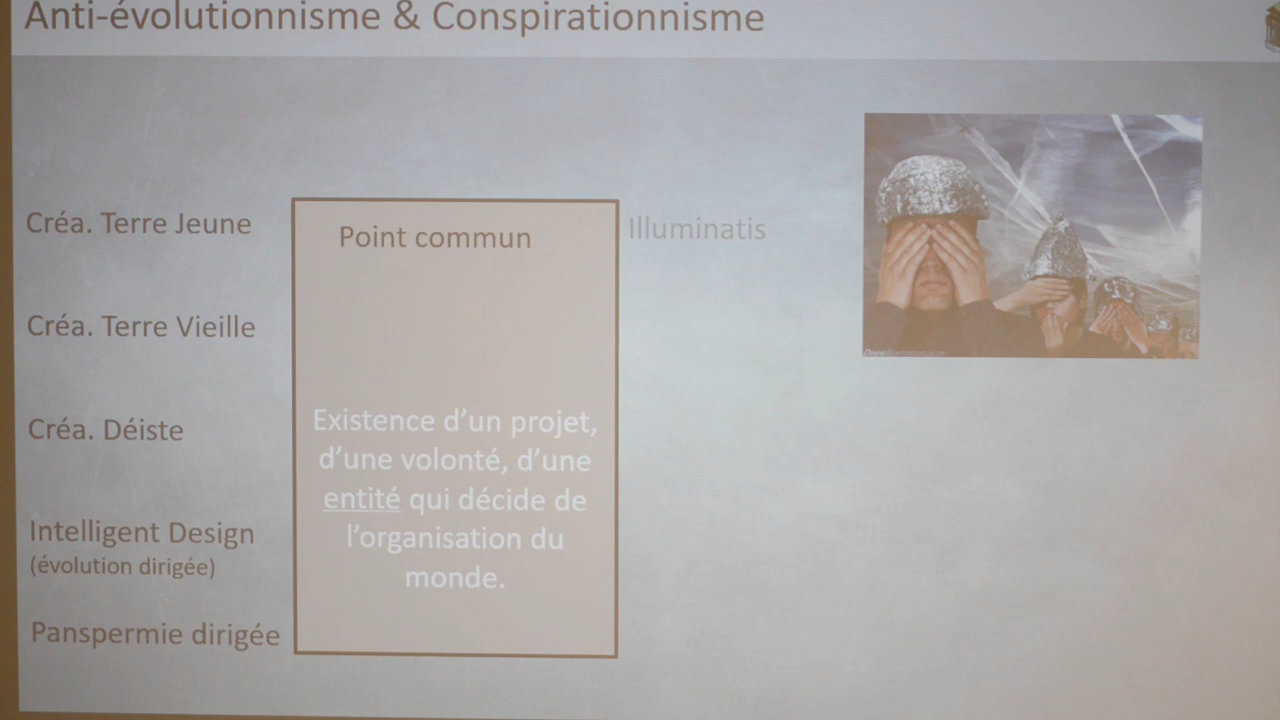 Anti-évolutionnisme & Conspirationnisme
Créa. Terre Jeune
Créa. Terre Vieille
Créa. Déiste
Intelligent Design
(évolution dirigée)
Panspermie dirigée
Point commun
Existence d'un projet,
d'une volonté, d'une
entité qui décide de
l'organisation du
monde.
Illuminatis